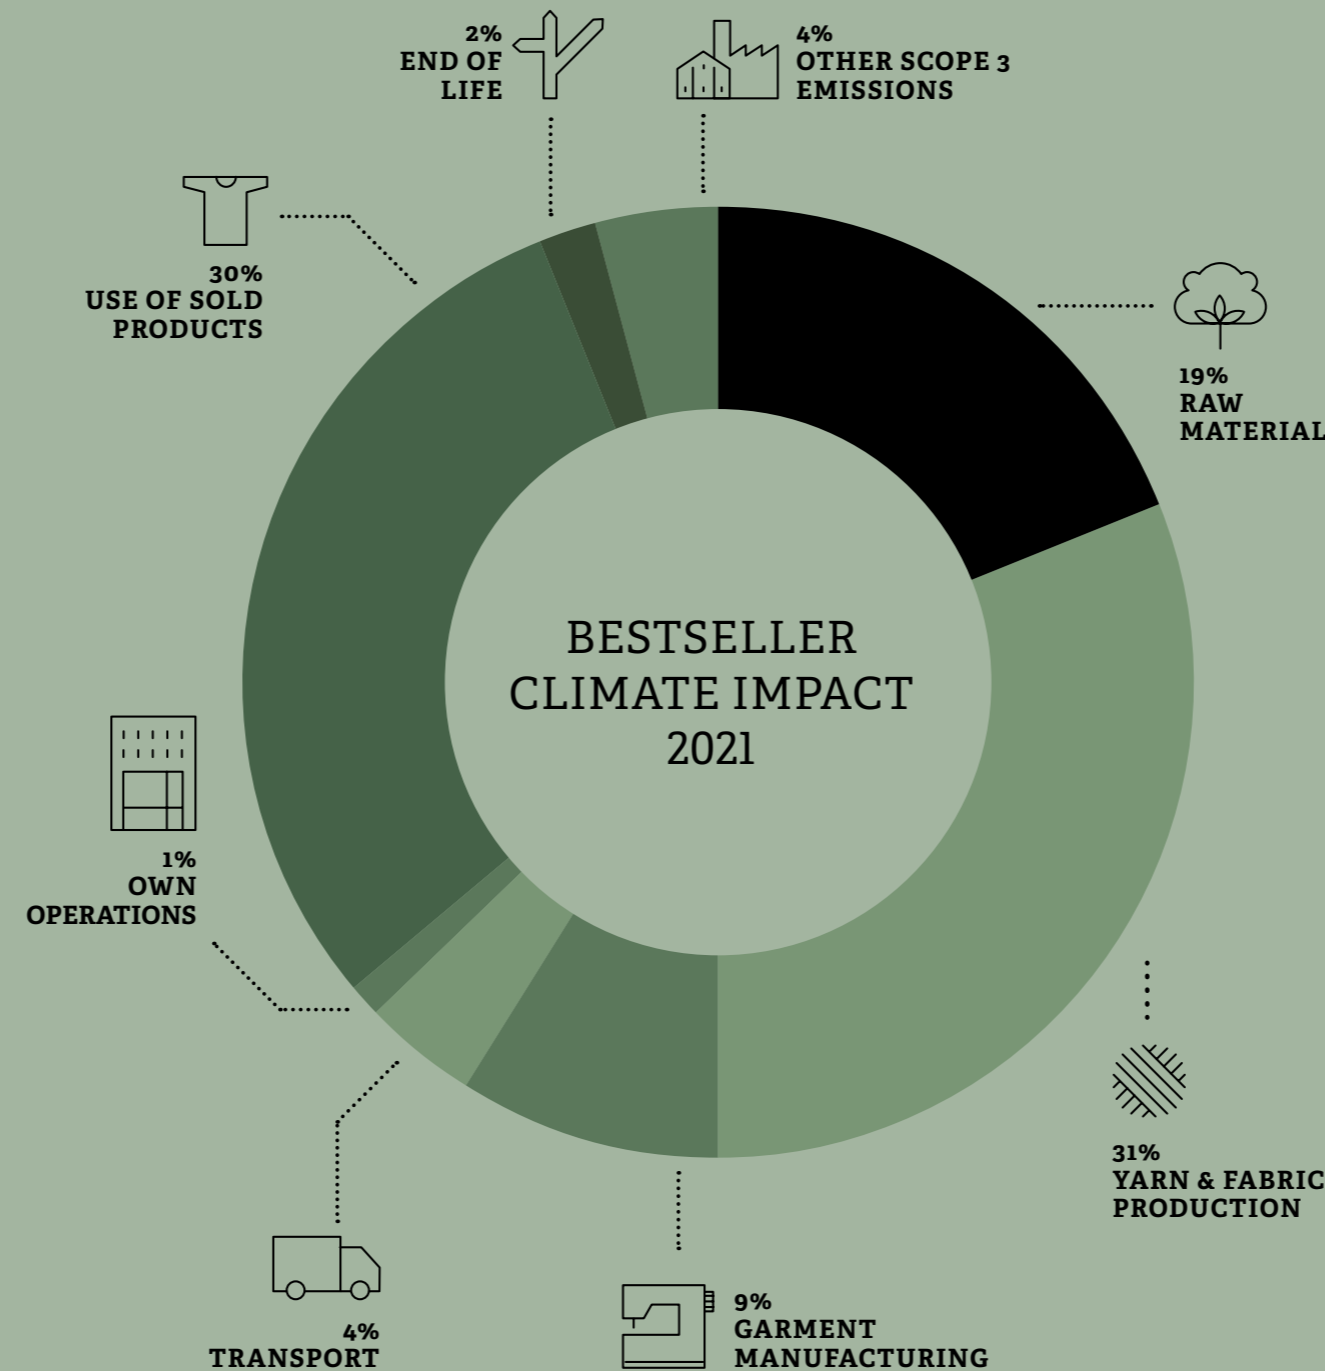 2%
END OF
LIFE
4%
OTHER SCOPE 3
EMISSIONS
30%
USE OF SOLD
PRODUCTS
19%
RAW
MATERIAL
BESTSELLER
CLIMATE IMPACT
2021
1%
OWN
OPERATIONS
31%
YARN & FABRIC
PRODUCTION
4%
TRANSPORT
9%
GARMENT
MANUFACTURING